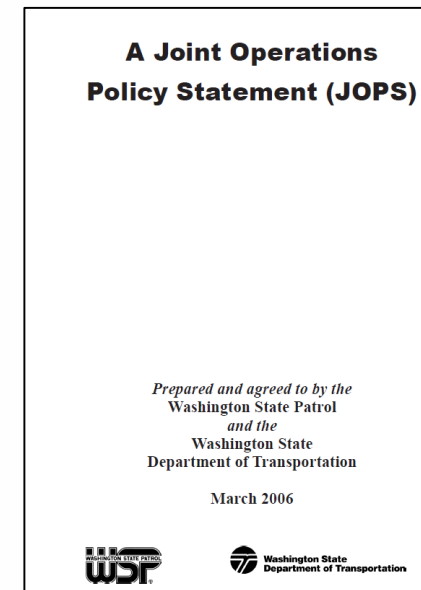 A Joint Operations
Policy Statement (JOPS)
Prepared and agreed to by the
Washington State Patrol
and the
Washington State
Department of Transportation
March 2006
WASHINGTON STATE PATROL
WSP
Washington State
Department of Transportation